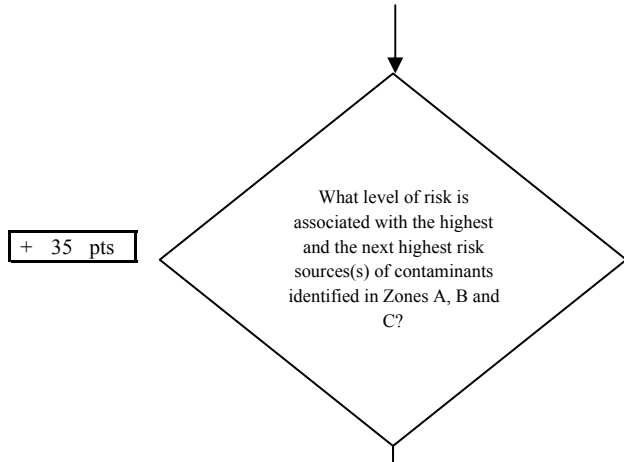 What level of risk is
associated with the highest
and the next highest risk
sources(s) of contaminants
+ 35 pts
identified in Zones A, B and
C?